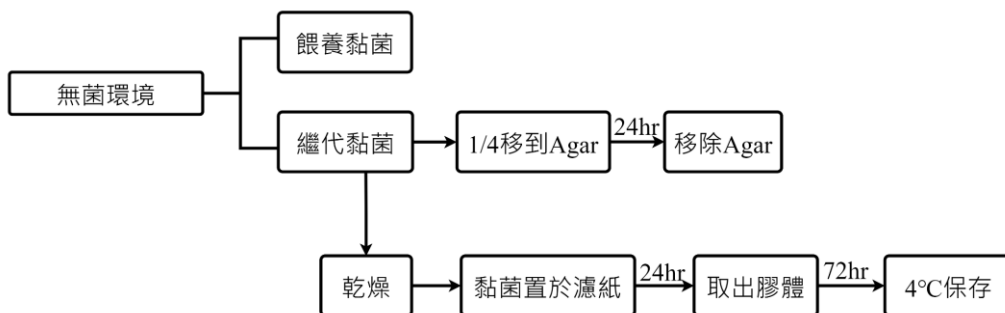 餵養黏菌
無菌環境
繼代黏菌
1/4移到Agar
24hr
移除Agar
乾燥
黏菌置於濾紙
24hr
取出膠體
72hr
4°C保存